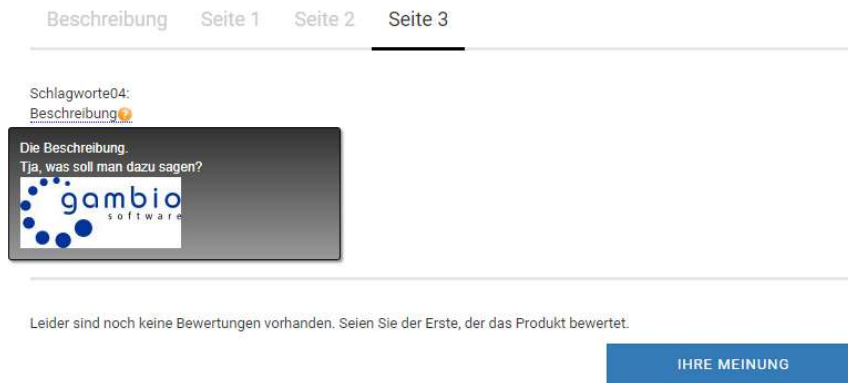 Beschreibung Seite 1 Seite 2 Seite 3
Schlagworte04:
Beschreibung?
Die Beschreibung.
Tja, was soll man dazu sagen?
gambio
software
Leider sind noch keine Bewertungen vorhanden. Seien Sie der Erste, der das Produkt bewertet.
IHRE MEINUNG